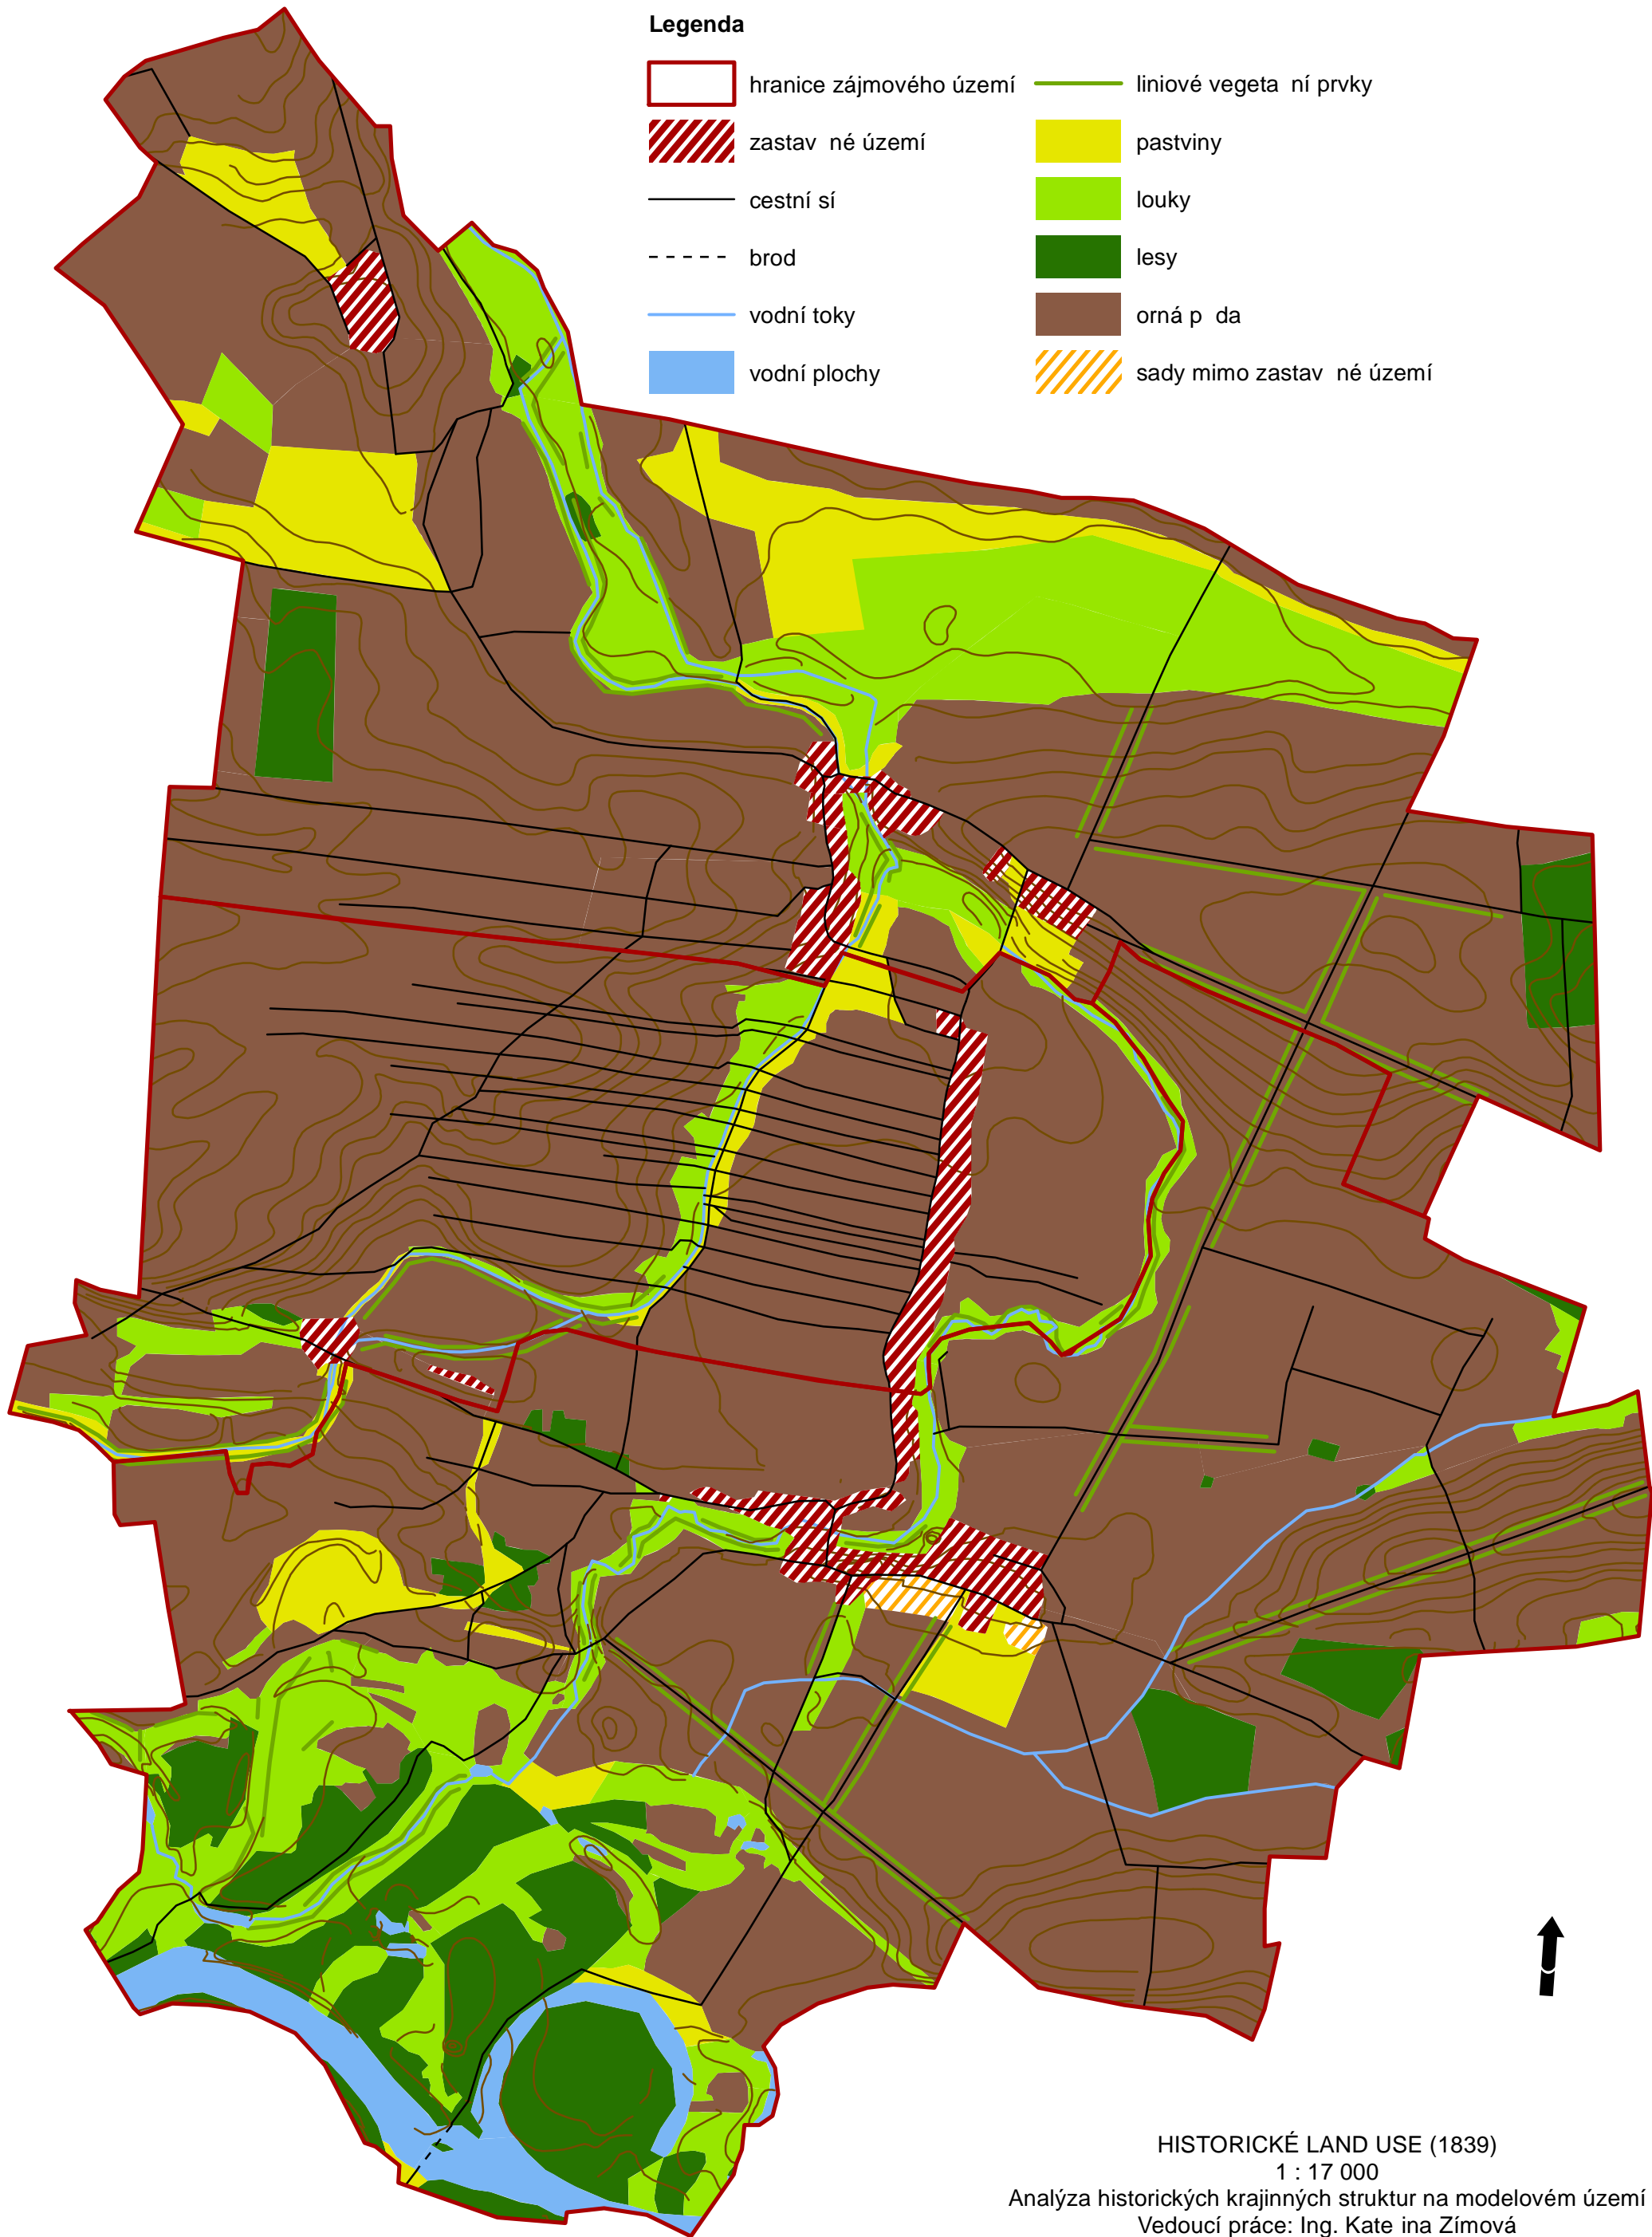 Legenda
hranice zájmového území
zastav né území
cestní sí
brod
vodní toky
vodní plochy
liniové vegeta ní prvky
pastviny
louky
lesy
orná p da
sady mimo zastav né území
HISTORICKÉ LAND USE (1839)
1 : 17 000
Analýza historických krajinných struktur na modelovém území
Vedoucí práce: Ing. Kate ina Zímová